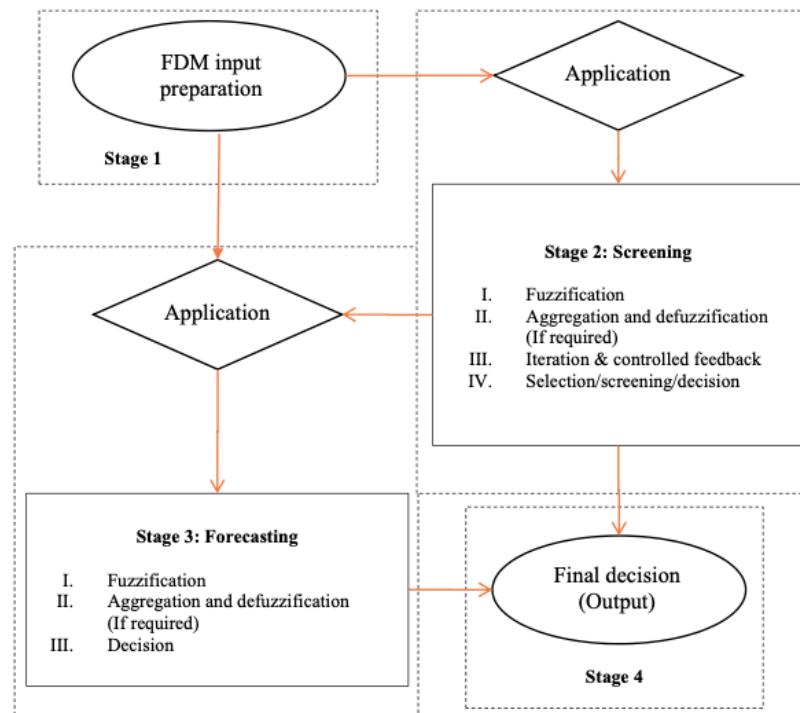 FDM input
preparation
Stage 1
Application
Stage 2: Screening
I. Fuzzification
II. Aggregation and defuzzification
(If required)
III. Iteration & controlled feedback
IV. Selection/screening/decision
Application
Stage 3: Forecasting
I. Fuzzification
II. Aggregation and defuzzification
(If required)
III. Decision
Final decision
(Output)
Stage 4